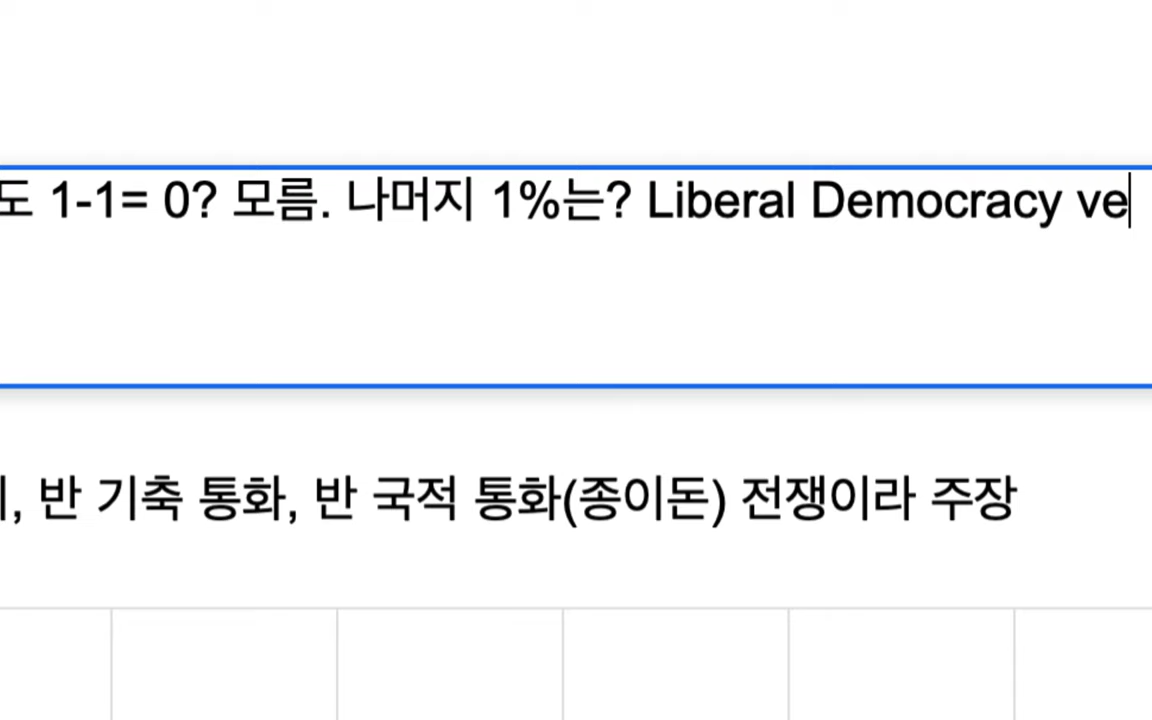 도 1-1= 0? 모름. 나머지 1%는? Liberal Democracy ve
, 반 기축 통화, 반 국적 통화(종이돈) 전쟁이라 주장